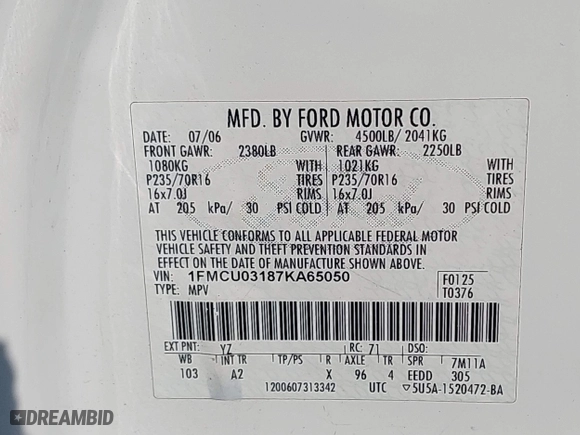 MFD. BY FORD MOTOR CO.
DATE: 07/06 GVWR: 4500LB/ 2041KG
FRONT GAWR: 2380LB REAR GAWR: 2250LB
1080KG WITH 1021KG WITH
P235/70R16 TIRES P235/70R16 TIRES
16x7.0J RIMS 16x7.0J RIMS
AT 205 kPa/ 30 PSI COLD AT 205 kPa/ 30 PSI COLD
THIS VEHICLE CONFORMS TO ALL APPLICABLE FEDERAL MOTOR
VEHICLE SAFETY AND THEFT PREVENTION STANDARDS IN
EFFECT ON THE DATE OF MANUFACTURE SHOWN ABOVE.
VIN: 1FMCU03187KA65050 F0125
TYPE: MPV T0376
EXT PNT: YZ RC: 71 DSO:
WB INT TR TP/PS R AXLE TR SPR 7M11A
103 A2 X 96 4 EEDD 305
1200607313342 UTC ▽5U5A-1520472-BA
DREAMBID